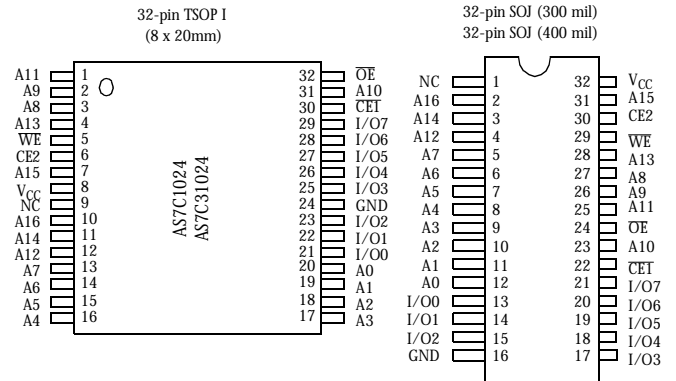 32-pin TSOP I
(8 x 20mm)
A11 1 32 OE
A9 2 31 A10
A8 3 30 CE1
A13 4 29 I/O7
WE 5 28 I/O6
CE2 6 27 I/O5
A15 7 26 I/O4
VCC 8 25 I/O3
NC 9 24 GND
A16 10 23 I/O2
A14 11 22 I/O1
A12 12 21 I/O0
A7 13 20 A0
A6 14 19 A1
A5 15 18 A2
A4 16 17 A3
AS7C1024
AS7C31024
32-pin SOJ (300 mil)
32-pin SOJ (400 mil)
NC 1 32 VCC
A16 2 31 A15
A14 3 30 CE2
A12 4 29 WE
A7 5 28 A13
A6 6 27 A8
A5 7 26 A9
A4 8 25 A11
A3 9 24 OE
A2 10 23 A10
A1 11 22 CE1
A0 12 21 I/O7
I/O0 13 20 I/O6
I/O1 14 19 I/O5
I/O2 15 18 I/O4
GND 16 17 I/O3